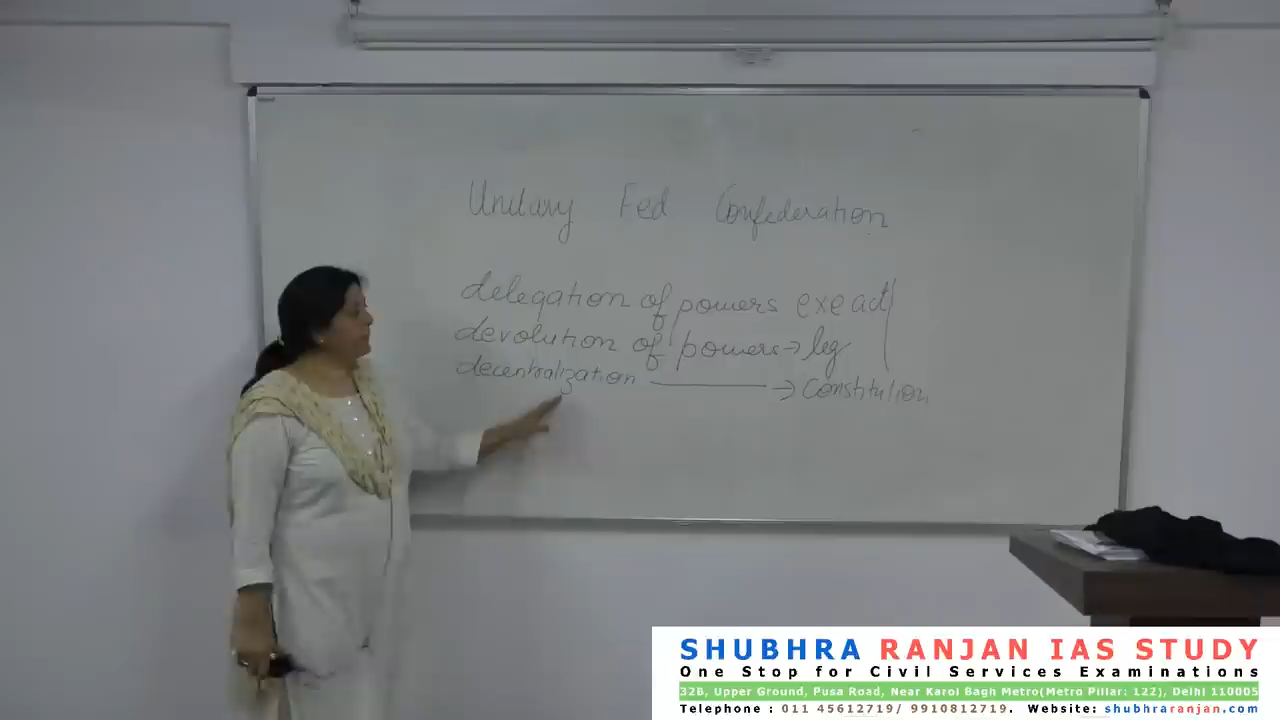 Unitary Fed Confederation
delegation of powers exe act
devolution of powers → leg
decentralization → Constitution
SHUBHRA RANJAN IAS STUDY
One Stop for Civil Services Examinations
32B, Upper Ground, Pusa Road, Near Karol Bagh Metro(Metro Pillar: 122), Delhi 110005
Telephone : 011 45612719/ 9910812719. Website: shubhraranjan.com